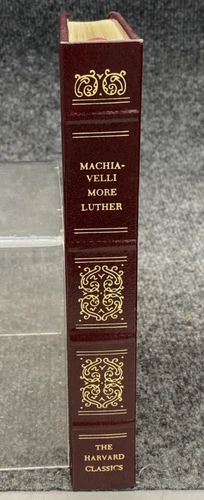 MACHIA-
VELLI
MORE
LUTHER
THE
HARVARD
CLASSICS